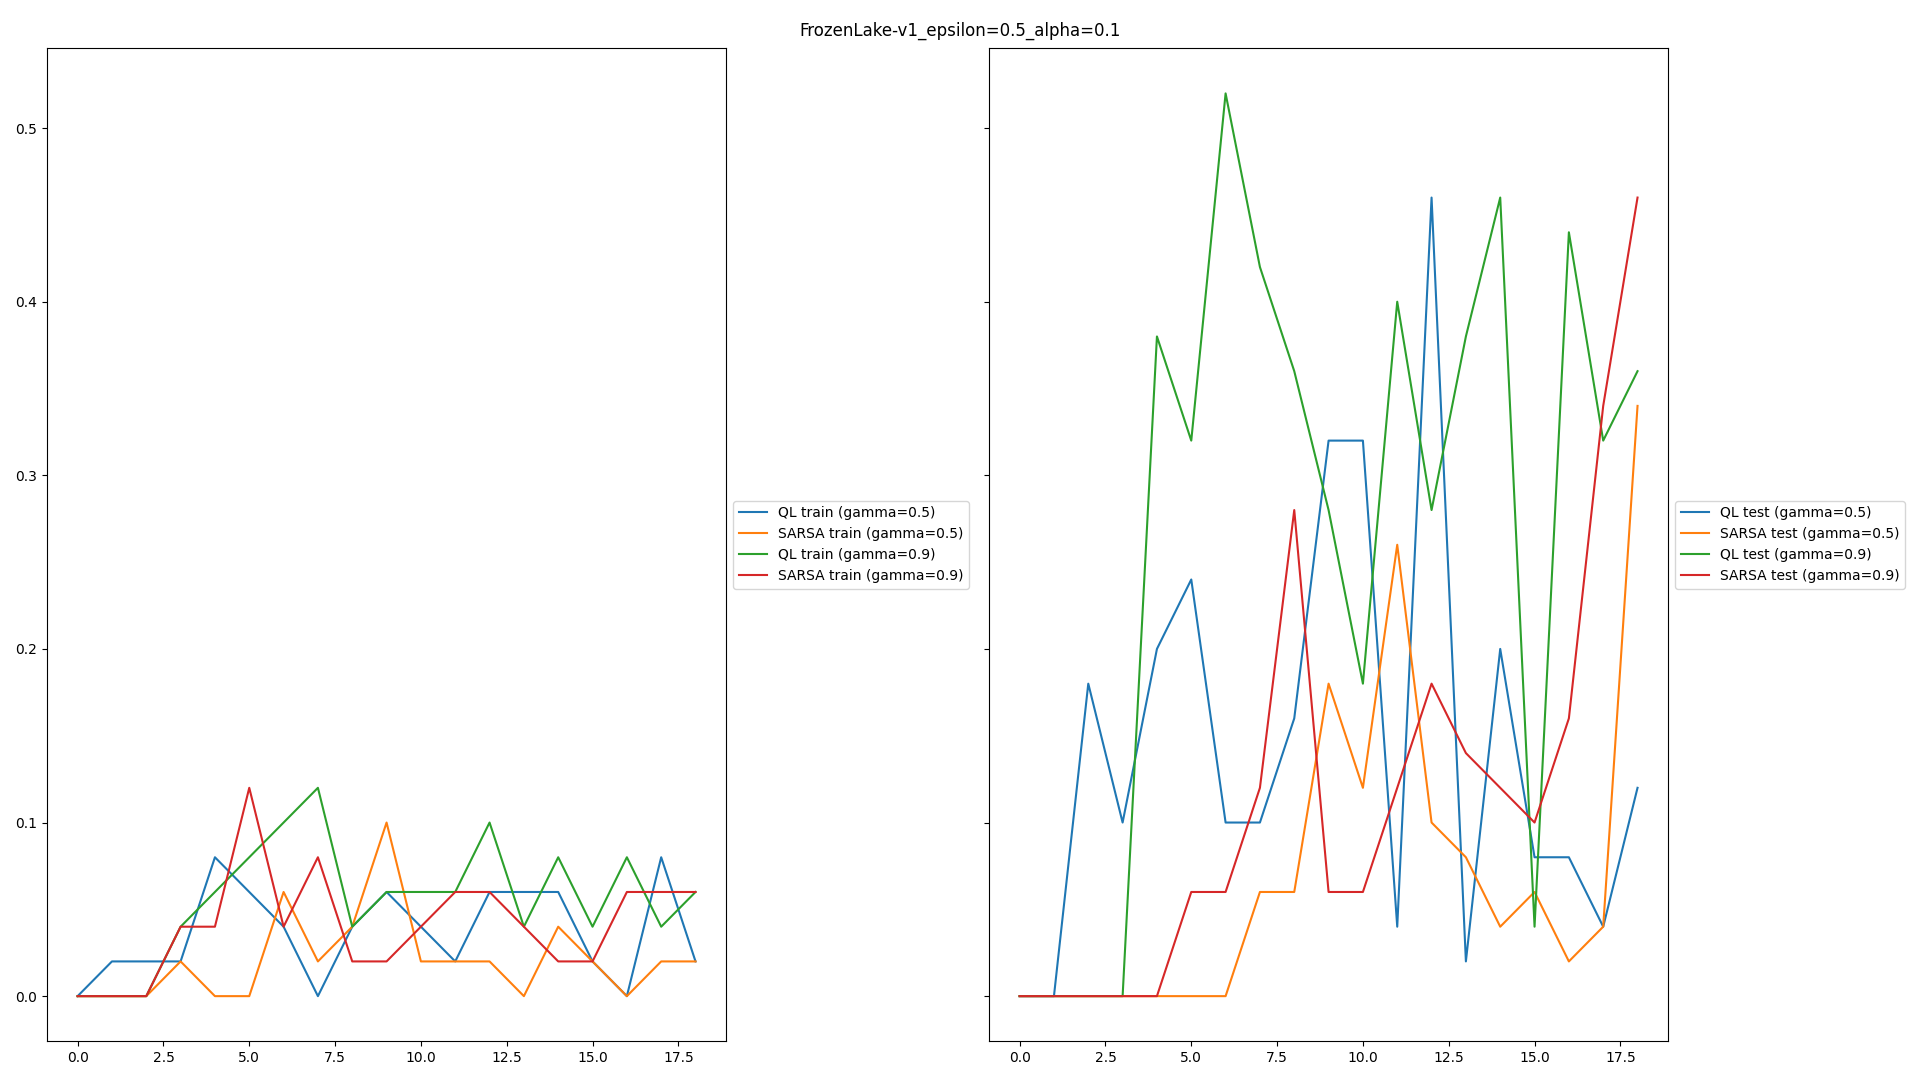 FrozenLake-v1_epsilon=0.5_alpha=0.1
0.5
0.4
0.3
0.2
0.1
0.0
0.0 2.5 5.0 7.5 10.0 12.5 15.0 17.5
QL train (gamma=0.5)
SARSA train (gamma=0.5)
QL train (gamma=0.9)
SARSA train (gamma=0.9)
0.0 2.5 5.0 7.5 10.0 12.5 15.0 17.5
QL test (gamma=0.5)
SARSA test (gamma=0.5)
QL test (gamma=0.9)
SARSA test (gamma=0.9)